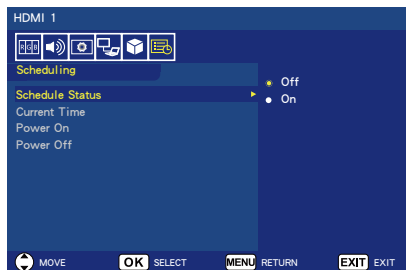 HDMI 1
RGB
Scheduling
Schedule Status
Current Time
Power On
Power Off
Off
On
MOVE OK SELECT MENU RETURN EXIT EXIT